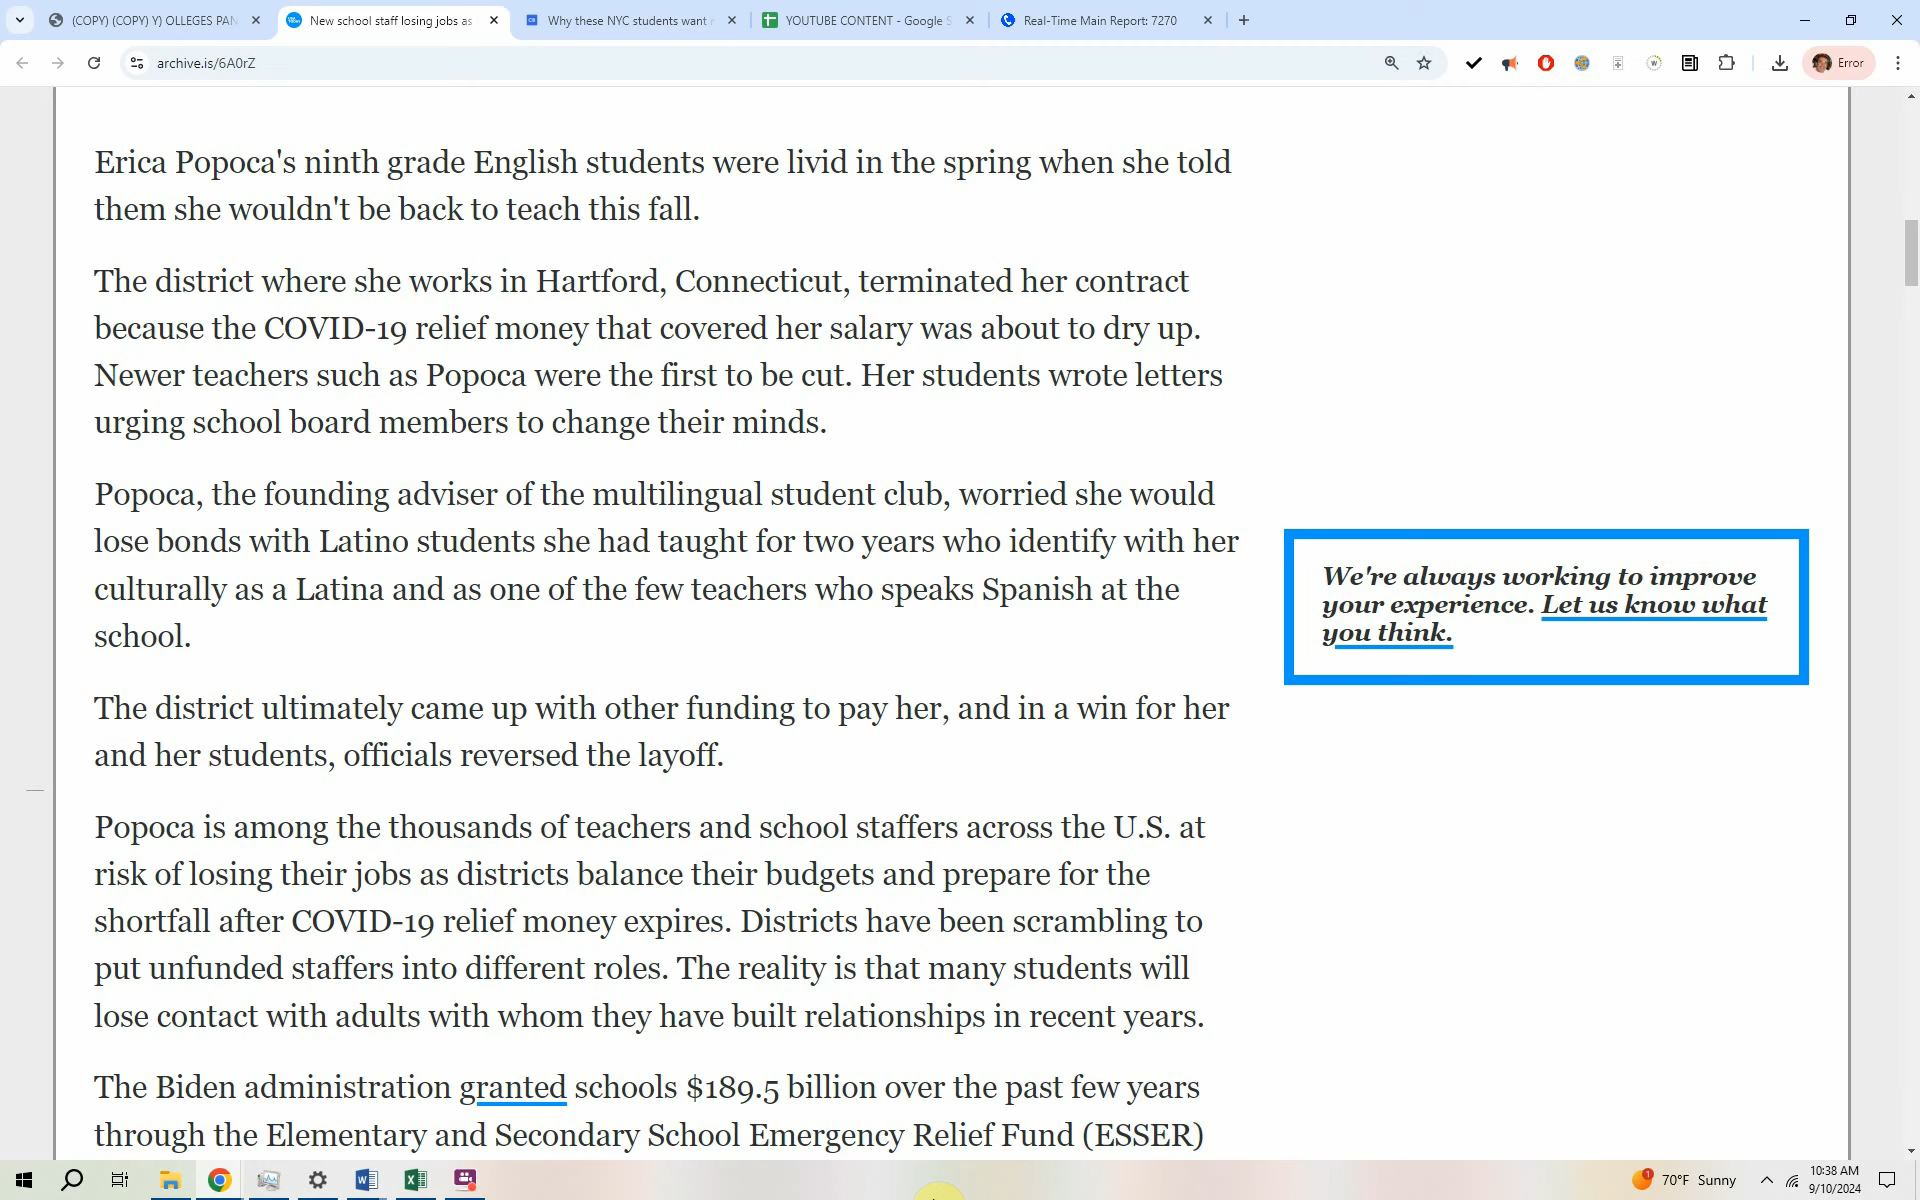 (COPY) (COPY) Y) OLLEGES PAN
New school staff losing jobs as
Why these NYC students want
YOUTUBE CONTENT - Google S
Real-Time Main Report: 7270
archive.is/6A0rZ
Error
Erica Popoca's ninth grade English students were livid in the spring when she told
them she wouldn't be back to teach this fall.
The district where she works in Hartford, Connecticut, terminated her contract
because the COVID-19 relief money that covered her salary was about to dry up.
Newer teachers such as Popoca were the first to be cut. Her students wrote letters
urging school board members to change their minds.
Popoca, the founding adviser of the multilingual student club, worried she would
lose bonds with Latino students she had taught for two years who identify with her
culturally as a Latina and as one of the few teachers who speaks Spanish at the
school.
We're always working to improve
your experience. Let us know what
you think.
The district ultimately came up with other funding to pay her, and in a win for her
and her students, officials reversed the layoff.
Popoca is among the thousands of teachers and school staffers across the U.S. at
risk of losing their jobs as districts balance their budgets and prepare for the
shortfall after COVID-19 relief money expires. Districts have been scrambling to
put unfunded staffers into different roles. The reality is that many students will
lose contact with adults with whom they have built relationships in recent years.
The Biden administration granted schools $189.5 billion over the past few years
through the Elementary and Secondary School Emergency Relief Fund (ESSER)
1
70°F Sunny
10:38 AM
9/10/2024